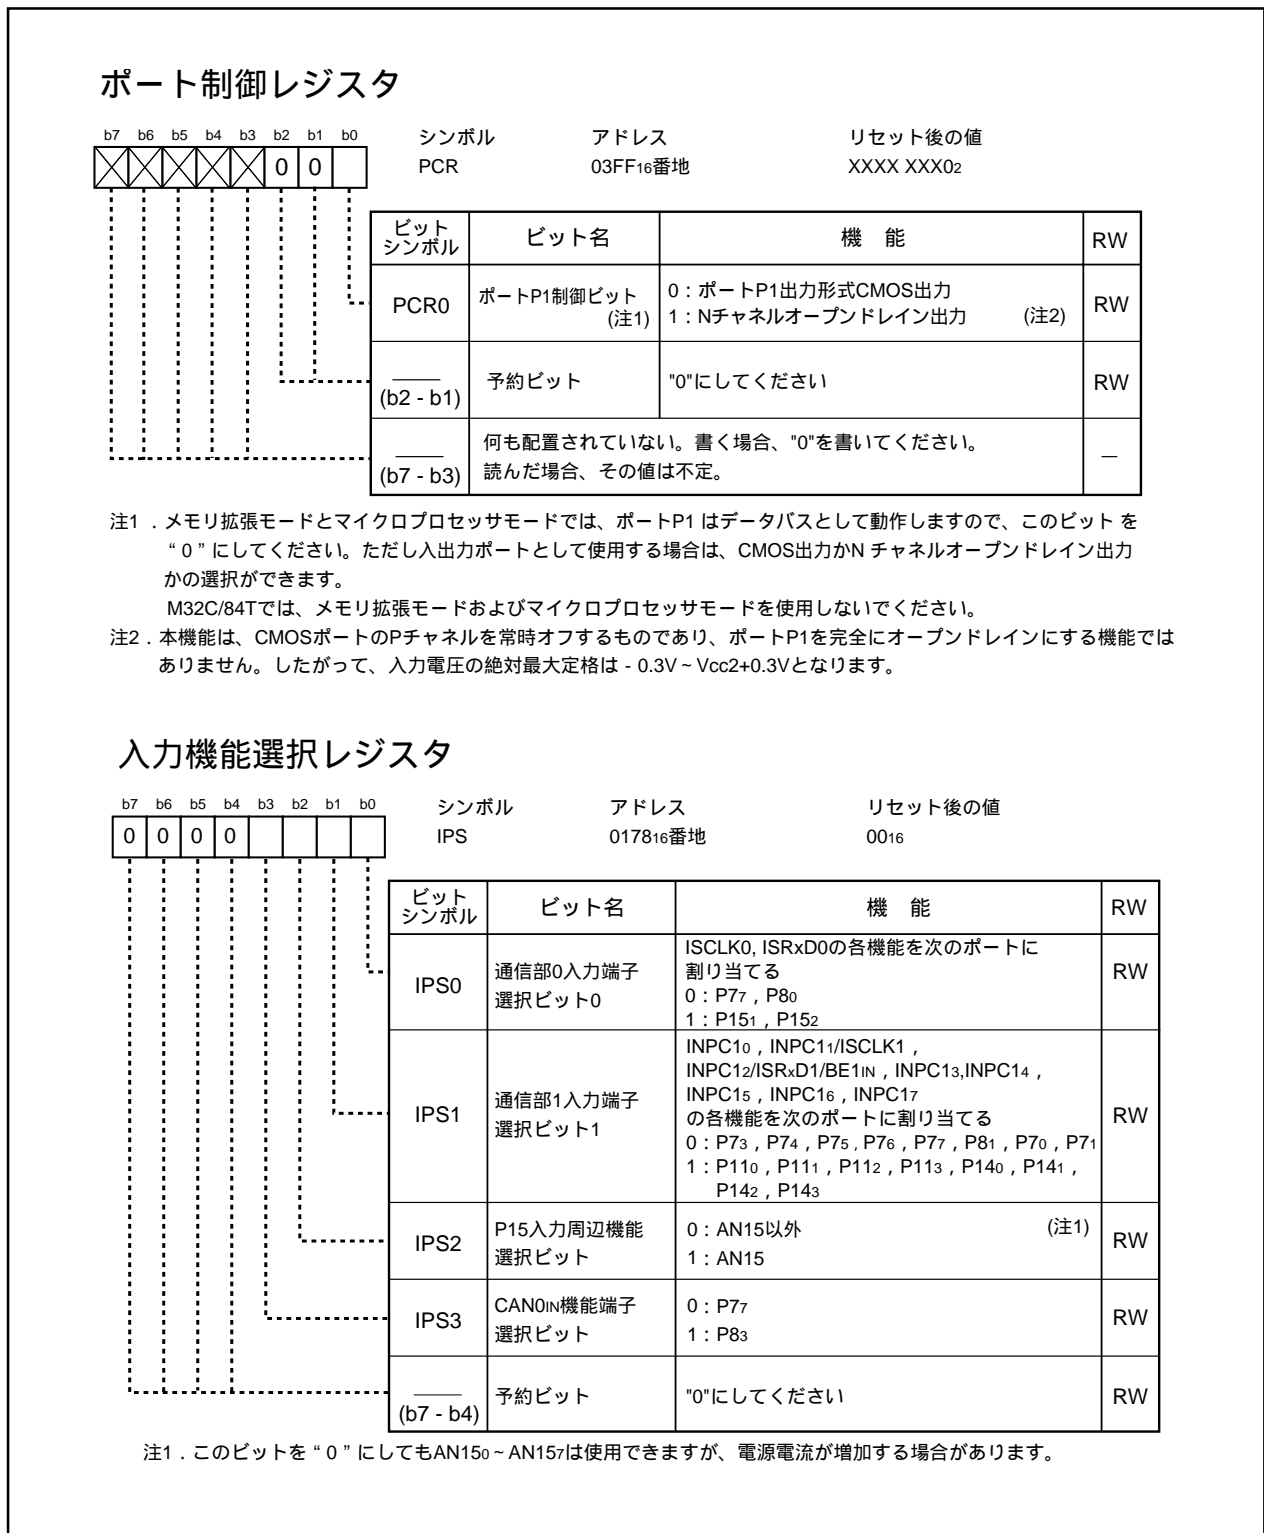 ポート制御レジスタ
b7 b6 b5 b4 b3 b2 b1 b0
0 0
シンボル アドレス リセット後の値
PCR 03FF16番地 XXXX XXX02
ビット
シンボル ビット名 機 能 RW
PCR0 ポートP1制御ビット
(注1) 0：ポートP1出力形式CMOS出力
1：Nチャネルオープンドレイン出力 (注2) RW
(b2 - b1) 予約ビット "0"にしてください RW
(b7 - b3) 何も配置されていない。書く場合、"0"を書いてください。
読んだ場合、その値は不定。 —
注1 ．メモリ拡張モードとマイクロプロセッサモードでは、ポートP1 はデータバスとして動作しますので、このビット を
“ 0 ” にしてください。ただし入出力ポートとして使用する場合は、CMOS出力かN チャネルオープンドレイン出力
かの選択ができます。
M32C/84Tでは、メモリ拡張モードおよびマイクロプロセッサモードを使用しないでください。
注2．本機能は、CMOSポートのPチャネルを常時オフするものであり、ポートP1を完全にオープンドレインにする機能では
ありません。したがって、入力電圧の絶対最大定格は - 0.3V ~ Vcc2+0.3Vとなります。
入力機能選択レジスタ
b7 b6 b5 b4 b3 b2 b1 b0
0 0 0 0
シンボル アドレス リセット後の値
IPS 017816番地 0016
ビット
シンボル ビット名 機 能 RW
IPS0 通信部0入力端子
選択ビット0 ISCLK0, ISRxD0の各機能を次のポートに
割り当てる
0：P77 , P80
1：P151 , P152 RW
IPS1 通信部1入力端子
選択ビット1 INPC10 , INPC11/ISCLK1 ,
INPC12/ISRxD1/BE1IN , INPC13,INPC14 ,
INPC15 , INPC16 , INPC17
の各機能を次のポートに割り当てる
0：P73 , P74 , P75 , P76 , P77 , P81 , P70 , P71
1：P110 , P111 , P112 , P113 , P140 , P141 ,
P142 , P143 RW
IPS2 P15入力周辺機能
選択ビット 0：AN15以外 (注1)
1：AN15 RW
IPS3 CAN0IN機能端子
選択ビット 0：P77
1：P83 RW
(b7 - b4) 予約ビット "0"にしてください RW
注1．このビットを “ 0 ” にしてもAN150 ~ AN157は使用できますが、電源電流が増加する場合があります。